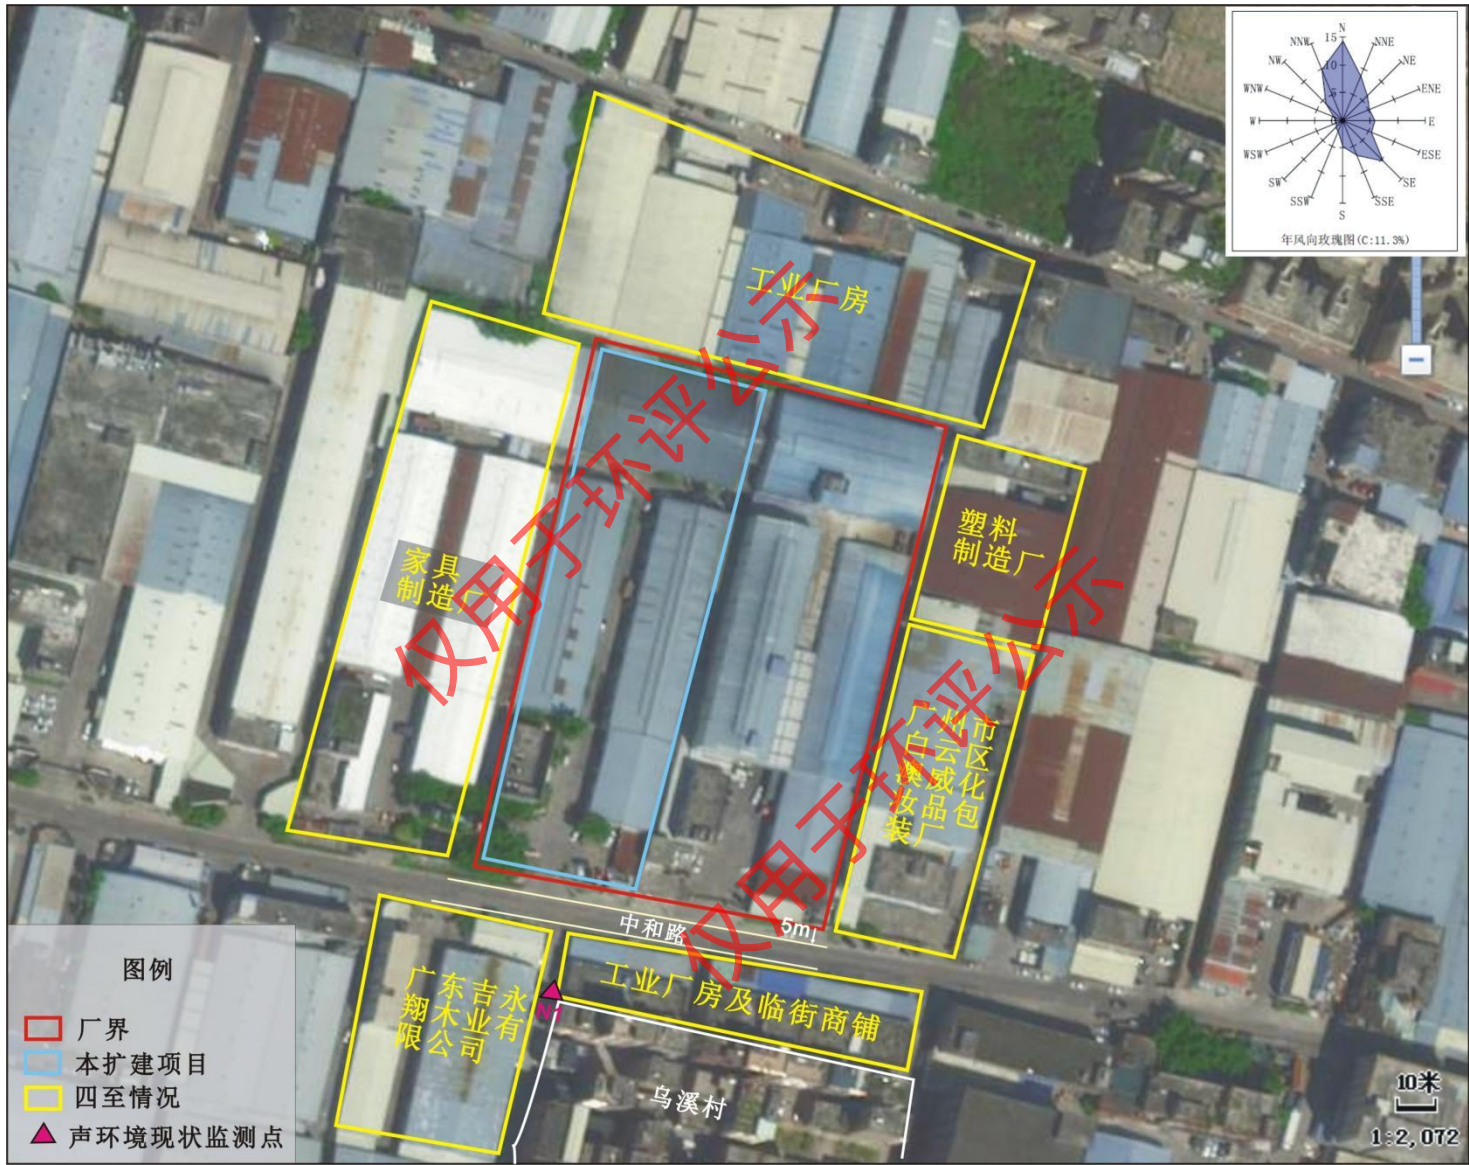 N
NNE
NE
ENE
E
ESE
SE
SSE
S
SSW
SW
WSW
W
WNW
NW
NNW
15
10
5
年风向玫瑰图(C:11.3%)
工业厂房
塑料
制造厂
家具
制造厂
广州市
白云区
澳威化
妆品包
装厂
中和路
5m
工业厂房及临街商铺
广东吉永
翔木业有
限公司
N1
乌溪村
图例
厂界
本扩建项目
四至情况
声环境现状监测点
10米
1:2,072
仅用于环评公示
仅用于环评公示